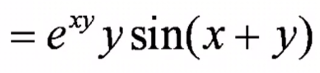 = e^{xy} y sin(x + y)